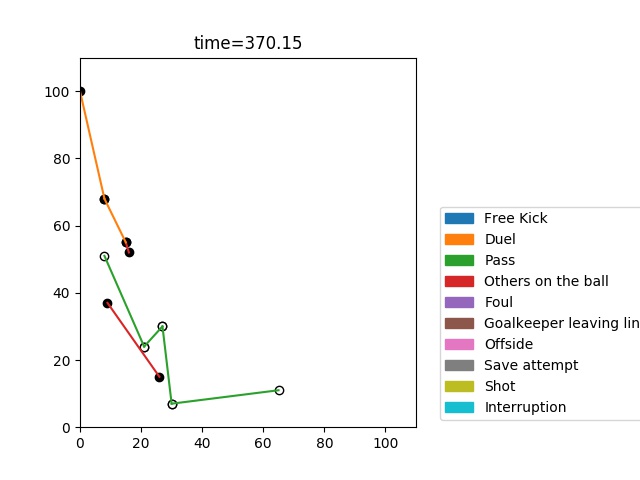 time=370.15
100
80
60
40
20
0
0 20 40 60 80 100
Free Kick
Duel
Pass
Others on the ball
Foul
Goalkeeper leaving lin
Offside
Save attempt
Shot
Interruption